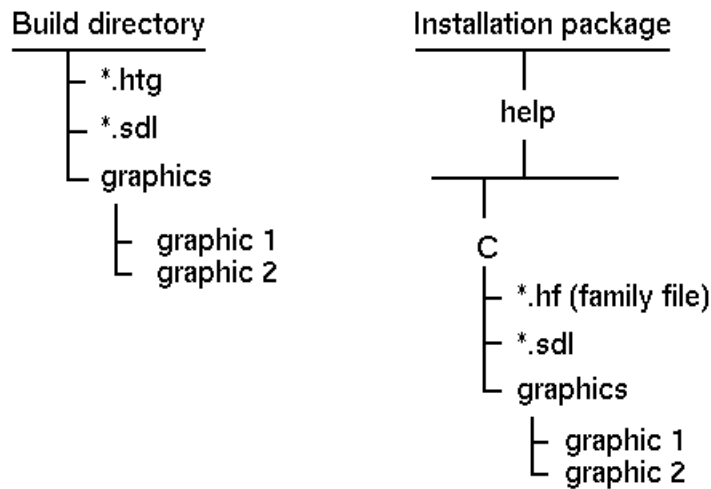 Build directory
*.htg
*.sdl
graphics
graphic 1
graphic 2
Installation package
help
C
*.hf (family file)
*.sdl
graphics
graphic 1
graphic 2